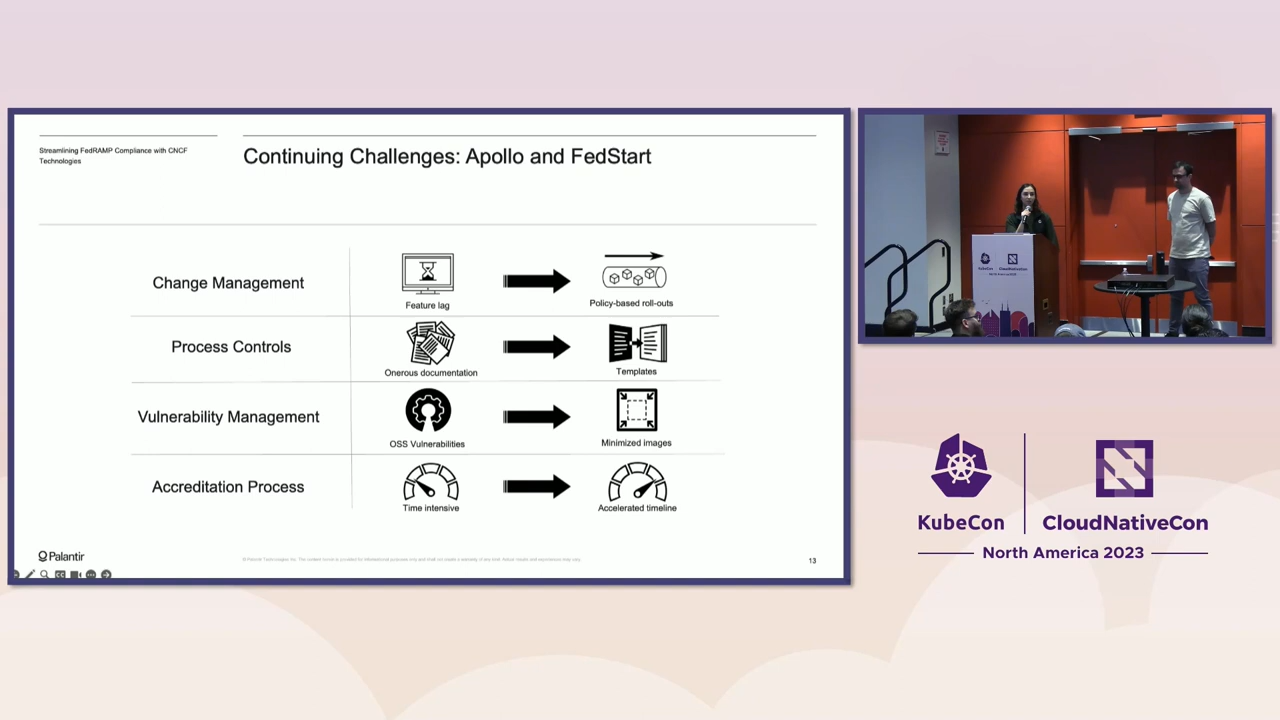 Streamlining FedRAMP Compliance with CNCF
Technologies
Continuing Challenges: Apollo and FedStart
Change Management
Feature lag
Policy-based roll-outs
Process Controls
Onerous documentation
Templates
Vulnerability Management
OSS Vulnerabilities
Minimized images
Accreditation Process
Time intensive
Accelerated timeline
Palantir
13
KubeCon
CloudNativeCon
KubeCon
CloudNativeCon
North America 2023